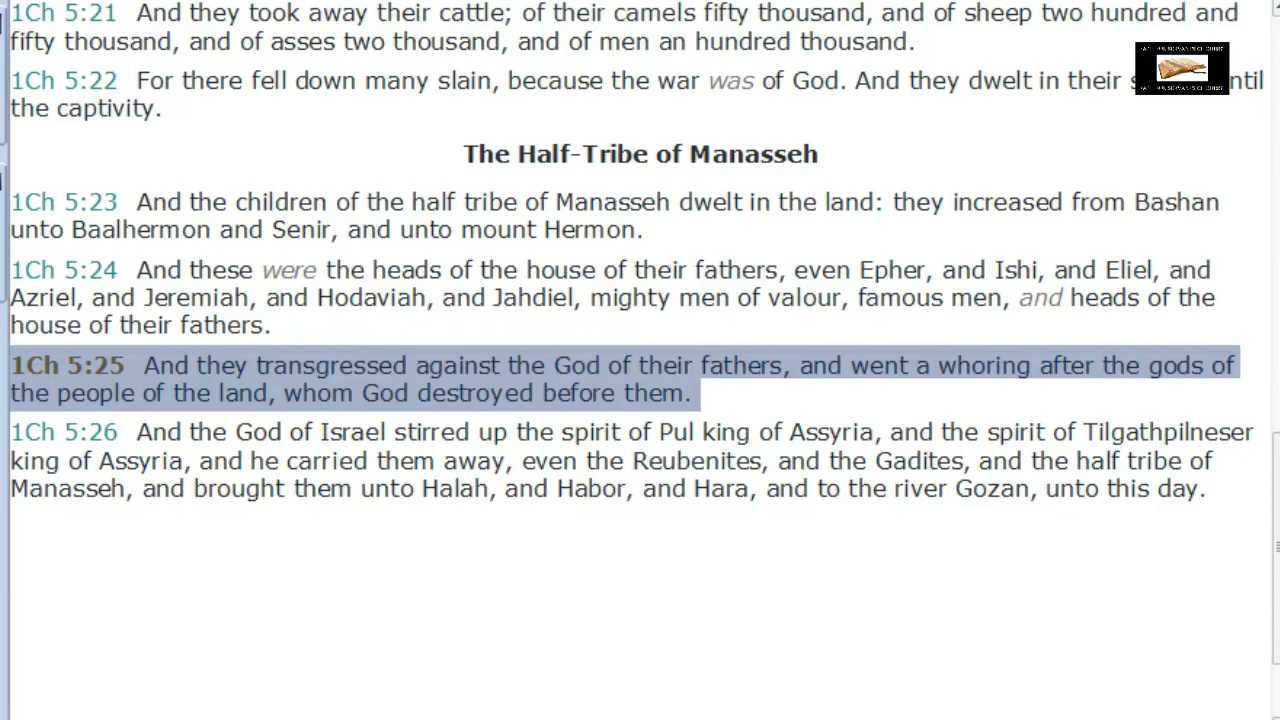 1Ch 5:21 And they took away their cattle; of their camels fifty thousand, and of sheep two hundred and
fifty thousand, and of asses two thousand, and of men an hundred thousand.
1Ch 5:22 For there fell down many slain, because the war was of God. And they dwelt in their s ntil
the captivity.
The Half-Tribe of Manasseh
1Ch 5:23 And the children of the half tribe of Manasseh dwelt in the land: they increased from Bashan
unto Baalhermon and Senir, and unto mount Hermon.
1Ch 5:24 And these were the heads of the house of their fathers, even Epher, and Ishi, and Eliel, and
Azriel, and Jeremiah, and Hodaviah, and Jahdiel, mighty men of valour, famous men, and heads of the
house of their fathers.
1Ch 5:25 And they transgressed against the God of their fathers, and went a whoring after the gods of
the people of the land, whom God destroyed before them.
1Ch 5:26 And the God of Israel stirred up the spirit of Pul king of Assyria, and the spirit of Tilgathpilneser
king of Assyria, and he carried them away, even the Reubenites, and the Gadites, and the half tribe of
Manasseh, and brought them unto Halah, and Habor, and Hara, and to the river Gozan, unto this day.